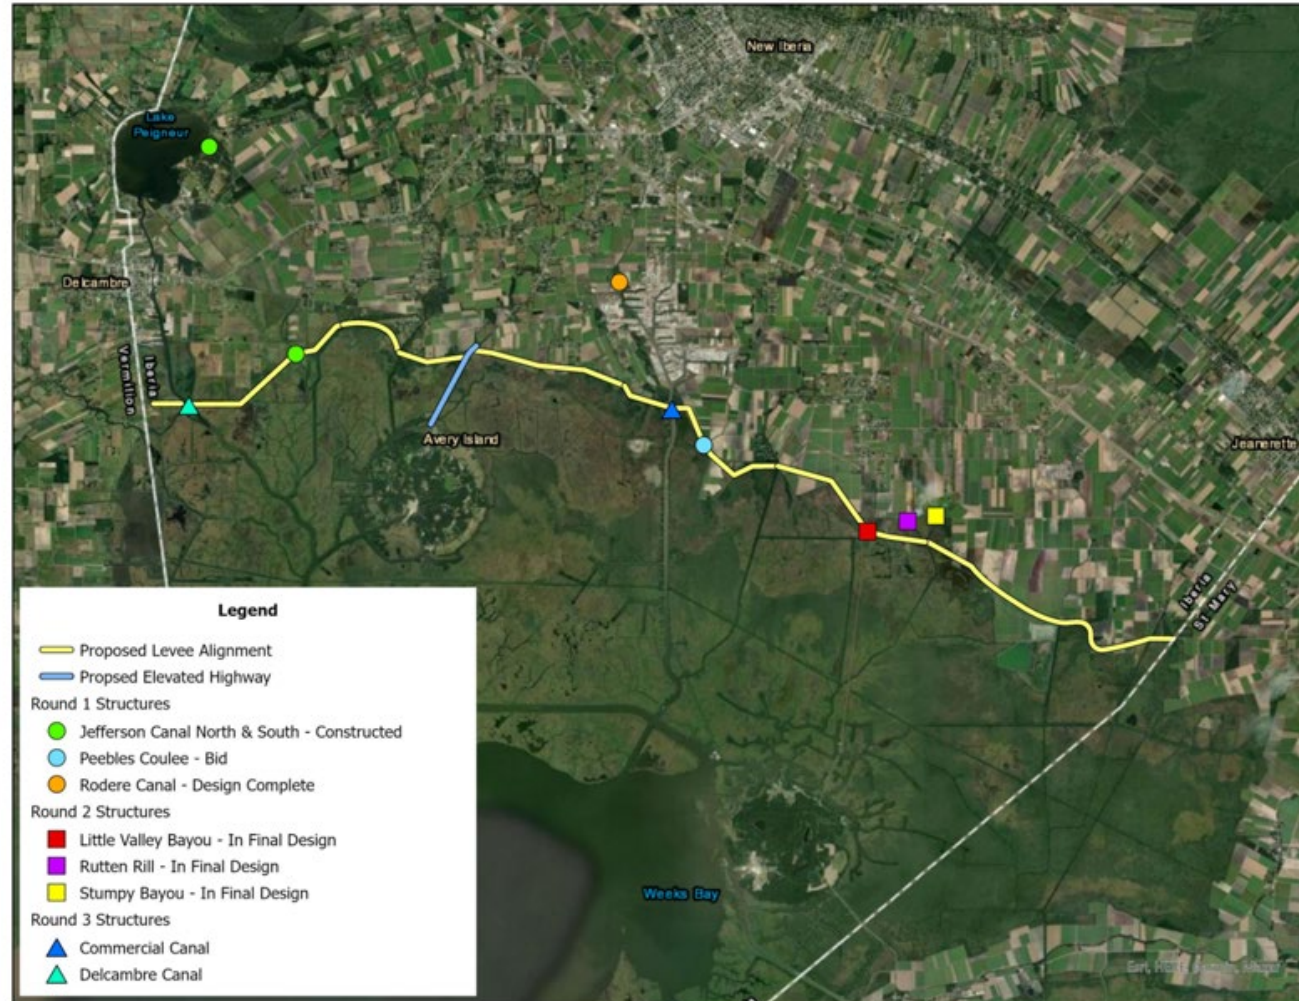 New Iberia
Lake
Peigneur
Delcambre
Vermilion
Iberia
Avery Island
Jeanerette
Iberia
St. Mary
Legend
Proposed Levee Alignment
Propsed Elevated Highway
Round 1 Structures
Jefferson Canal North & South - Constructed
Peebles Coulee - Bid
Rodere Canal - Design Complete
Round 2 Structures
Little Valley Bayou - In Final Design
Rutten Rill - In Final Design
Stumpy Bayou - In Final Design
Round 3 Structures
Commercial Canal
Delcambre Canal
Weeks Bay
Esri,